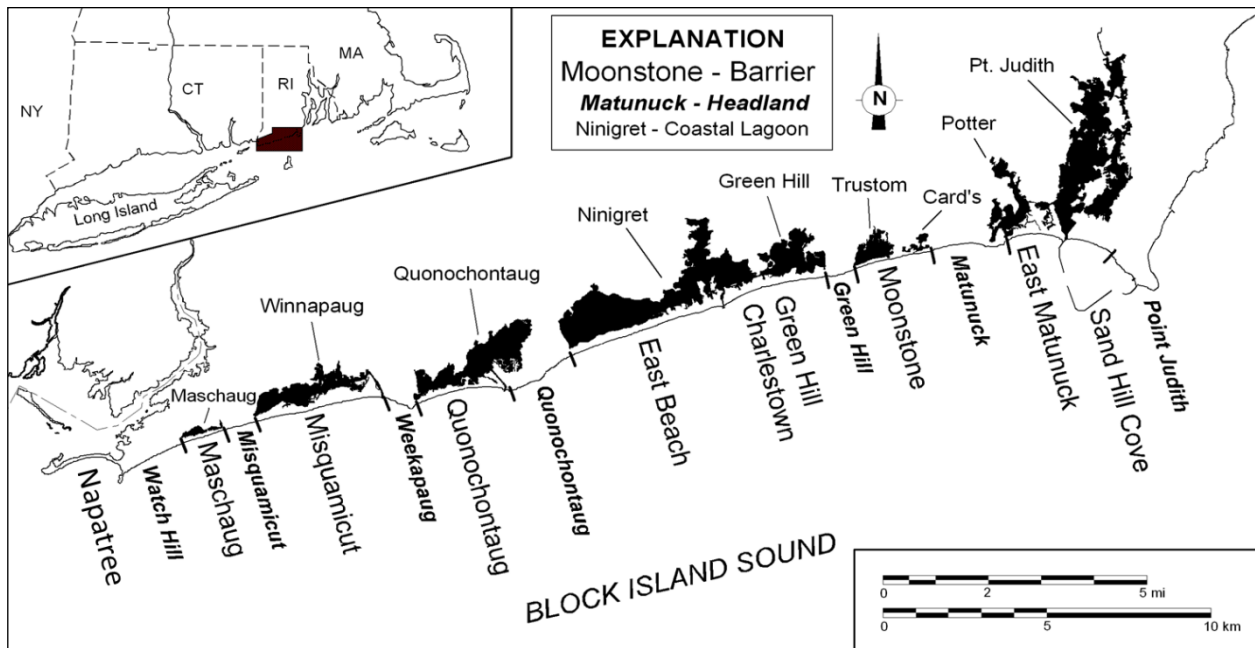 NY
CT
RI
MA
Long Island
EXPLANATION
Moonstone - Barrier
Matunuck - Headland
Ninigret - Coastal Lagoon
N
Pt. Judith
Potter
Card's
Trustom
Green Hill
Ninigret
Quonochontaug
Winnapaug
Maschaug
Napatree
Watch Hill
Maschaug
Misquamicut
Misquamicut
Weekapaug
Quonochontaug
Quonochontaug
East Beach
Green Hill
Charlestown
Green Hill
Moonstone
Matunuck
East Matunuck
Sand Hill Cove
Point Judith
BLOCK ISLAND SOUND
0 2 5 mi
0 5 10 km